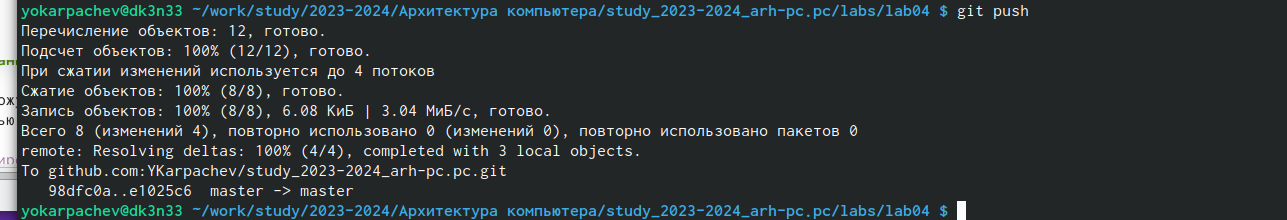 yokarpachev@dk3n33 ~/work/study/2023-2024/Архитектура компьютера/study_2023-2024_arh-pc.pc/labs/lab04 $ git push
Перечисление объектов: 12, готово.
Подсчет объектов: 100% (12/12), готово.
При сжатии изменений используется до 4 потоков
Сжатие объектов: 100% (8/8), готово.
Запись объектов: 100% (8/8), 6.08 КиБ | 3.04 МиБ/с, готово.
Всего 8 (изменений 4), повторно использовано 0 (изменений 0), повторно использовано пакетов 0
remote: Resolving deltas: 100% (4/4), completed with 3 local objects.
To github.com:YKarpachev/study_2023-2024_arh-pc.pc.git
   98dfc0a..e1025c6  master -> master
yokarpachev@dk3n33 ~/work/study/2023-2024/Архитектура компьютера/study_2023-2024_arh-pc.pc/labs/lab04 $